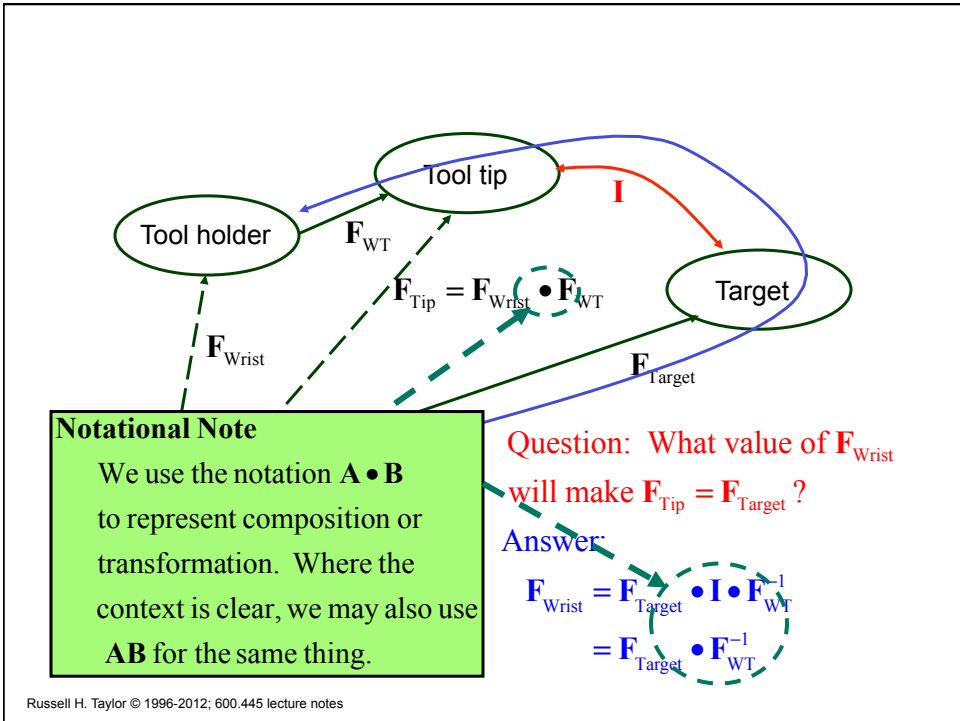 Tool tip
I
Tool holder
F_WT
F_Tip = F_Wrist • F_WT
Target
F_Wrist
F_Target
Notational Note
We use the notation A • B
to represent composition or
transformation. Where the
context is clear, we may also use
AB for the same thing.
Question: What value of F_Wrist
will make F_Tip = F_Target ?
Answer:
F_Wrist = F_Target • I • F_WT^-1
= F_Target • F_WT^-1
Russell H. Taylor © 1996-2012; 600.445 lecture notes